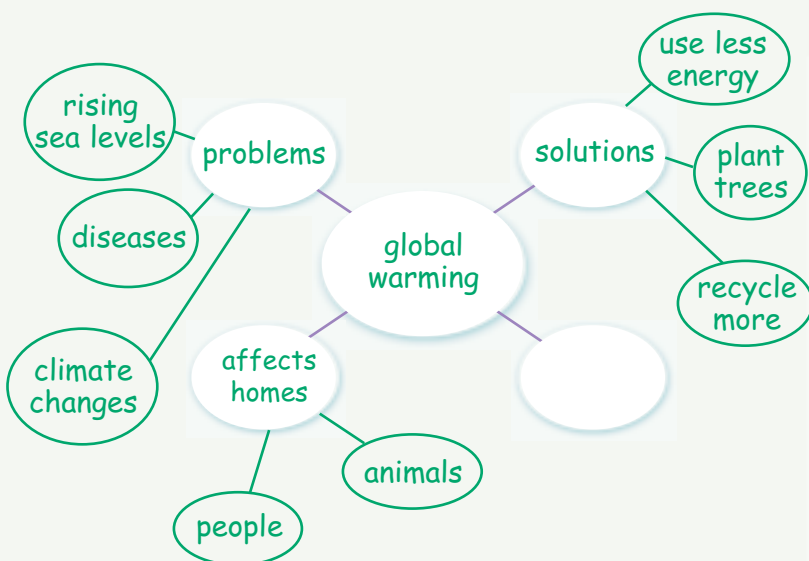 use less
energy
rising
sea levels
problems
solutions
plant
trees
diseases
global
warming
recycle
more
climate
changes
affects
homes
animals
people